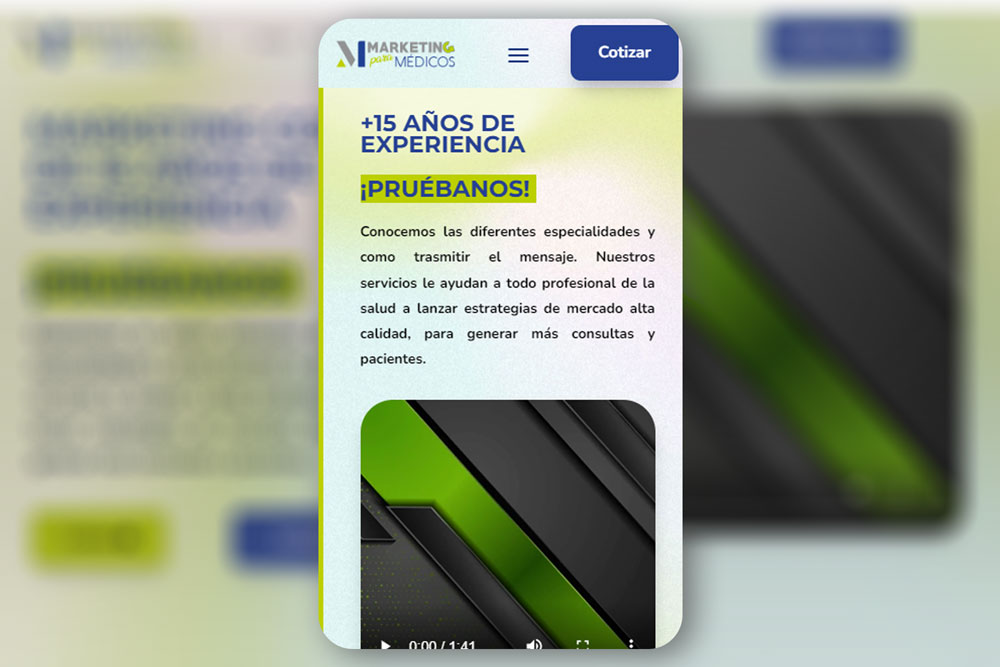 MARKETING
para MÉDICOS
Cotizar
+15 AÑOS DE
EXPERIENCIA
¡PRUÉBANOS!
Conocemos las diferentes especialidades y
como trasmitir el mensaje. Nuestros
servicios le ayudan a todo profesional de la
salud a lanzar estrategias de mercado alta
calidad, para generar más consultas y
pacientes.
0:00 / 1:41